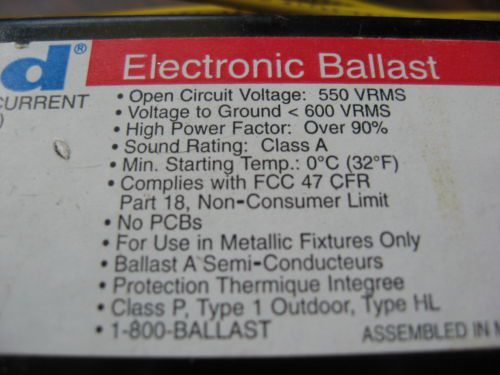 d®
Electronic Ballast
CURRENT
)
• Open Circuit Voltage: 550 VRMS
• Voltage to Ground < 600 VRMS
• High Power Factor: Over 90%
• Sound Rating: Class A
• Min. Starting Temp.: 0°C (32°F)
• Complies with FCC 47 CFR
Part 18, Non-Consumer Limit
• No PCBs
• For Use in Metallic Fixtures Only
• Ballast A Semi-Conducteurs
• Protection Thermique Integree
• Class P, Type 1 Outdoor, Type HL
• 1-800-BALLAST
ASSEMBLED IN M